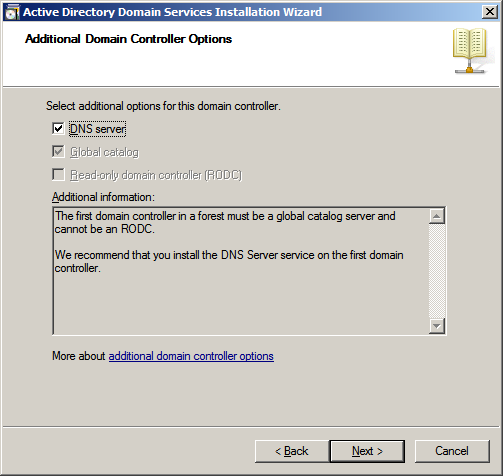 Active Directory Domain Services Installation Wizard
Additional Domain Controller Options
Select additional options for this domain controller.
DNS server
Global catalog
Read-only domain controller (RODC)
Additional information:
The first domain controller in a forest must be a global catalog server and
cannot be an RODC.
We recommend that you install the DNS Server service on the first domain
controller.
More about additional domain controller options
< Back
Next >
Cancel